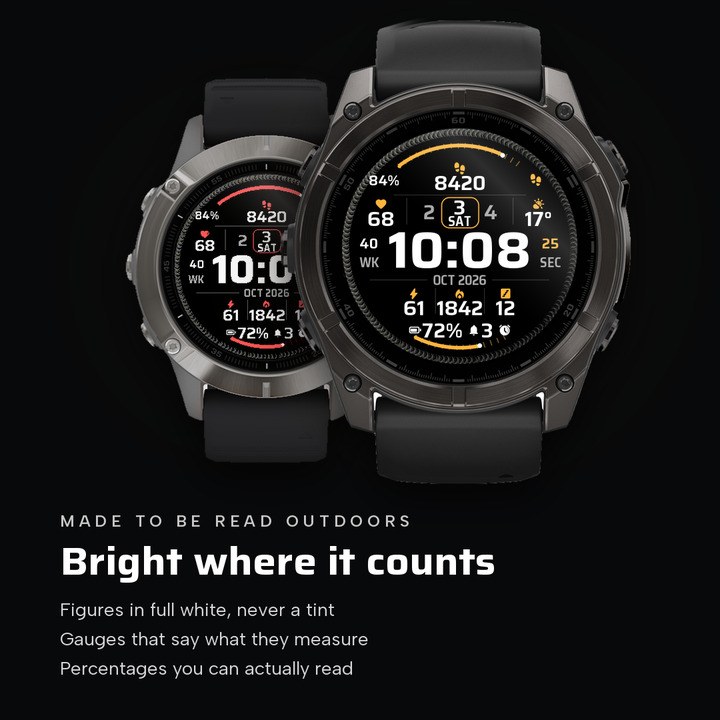 60
84%
8420
68
2
3
SAT
4
17°
40
WK
10:08
25
SEC
OCT 2026
61
1842
12
72%
3
84%
8420
68
2
3
SAT
40
WK
OCT 2026
61
1842
72%
3
MADE TO BE READ OUTDOORS
Bright where it counts
Figures in full white, never a tint
Gauges that say what they measure
Percentages you can actually read